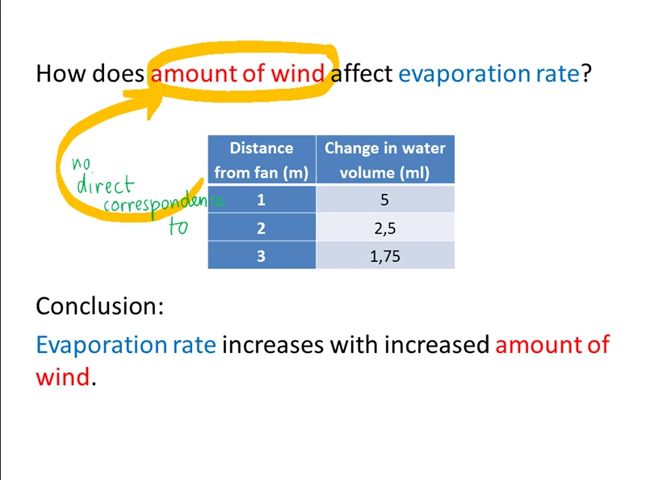 How does amount of wind affect evaporation rate?
no
direct
correspondence
to
Distance from fan (m) Change in water volume (ml)
1 5
2 2,5
3 1,75
Conclusion:
Evaporation rate increases with increased amount of
wind.